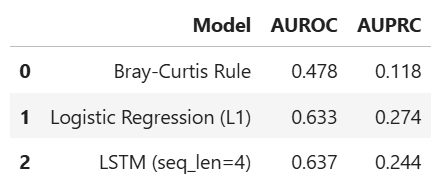 Model AUROC AUPRC
0 Bray-Curtis Rule 0.478 0.118
1 Logistic Regression (L1) 0.633 0.274
2 LSTM (seq_len=4) 0.637 0.244